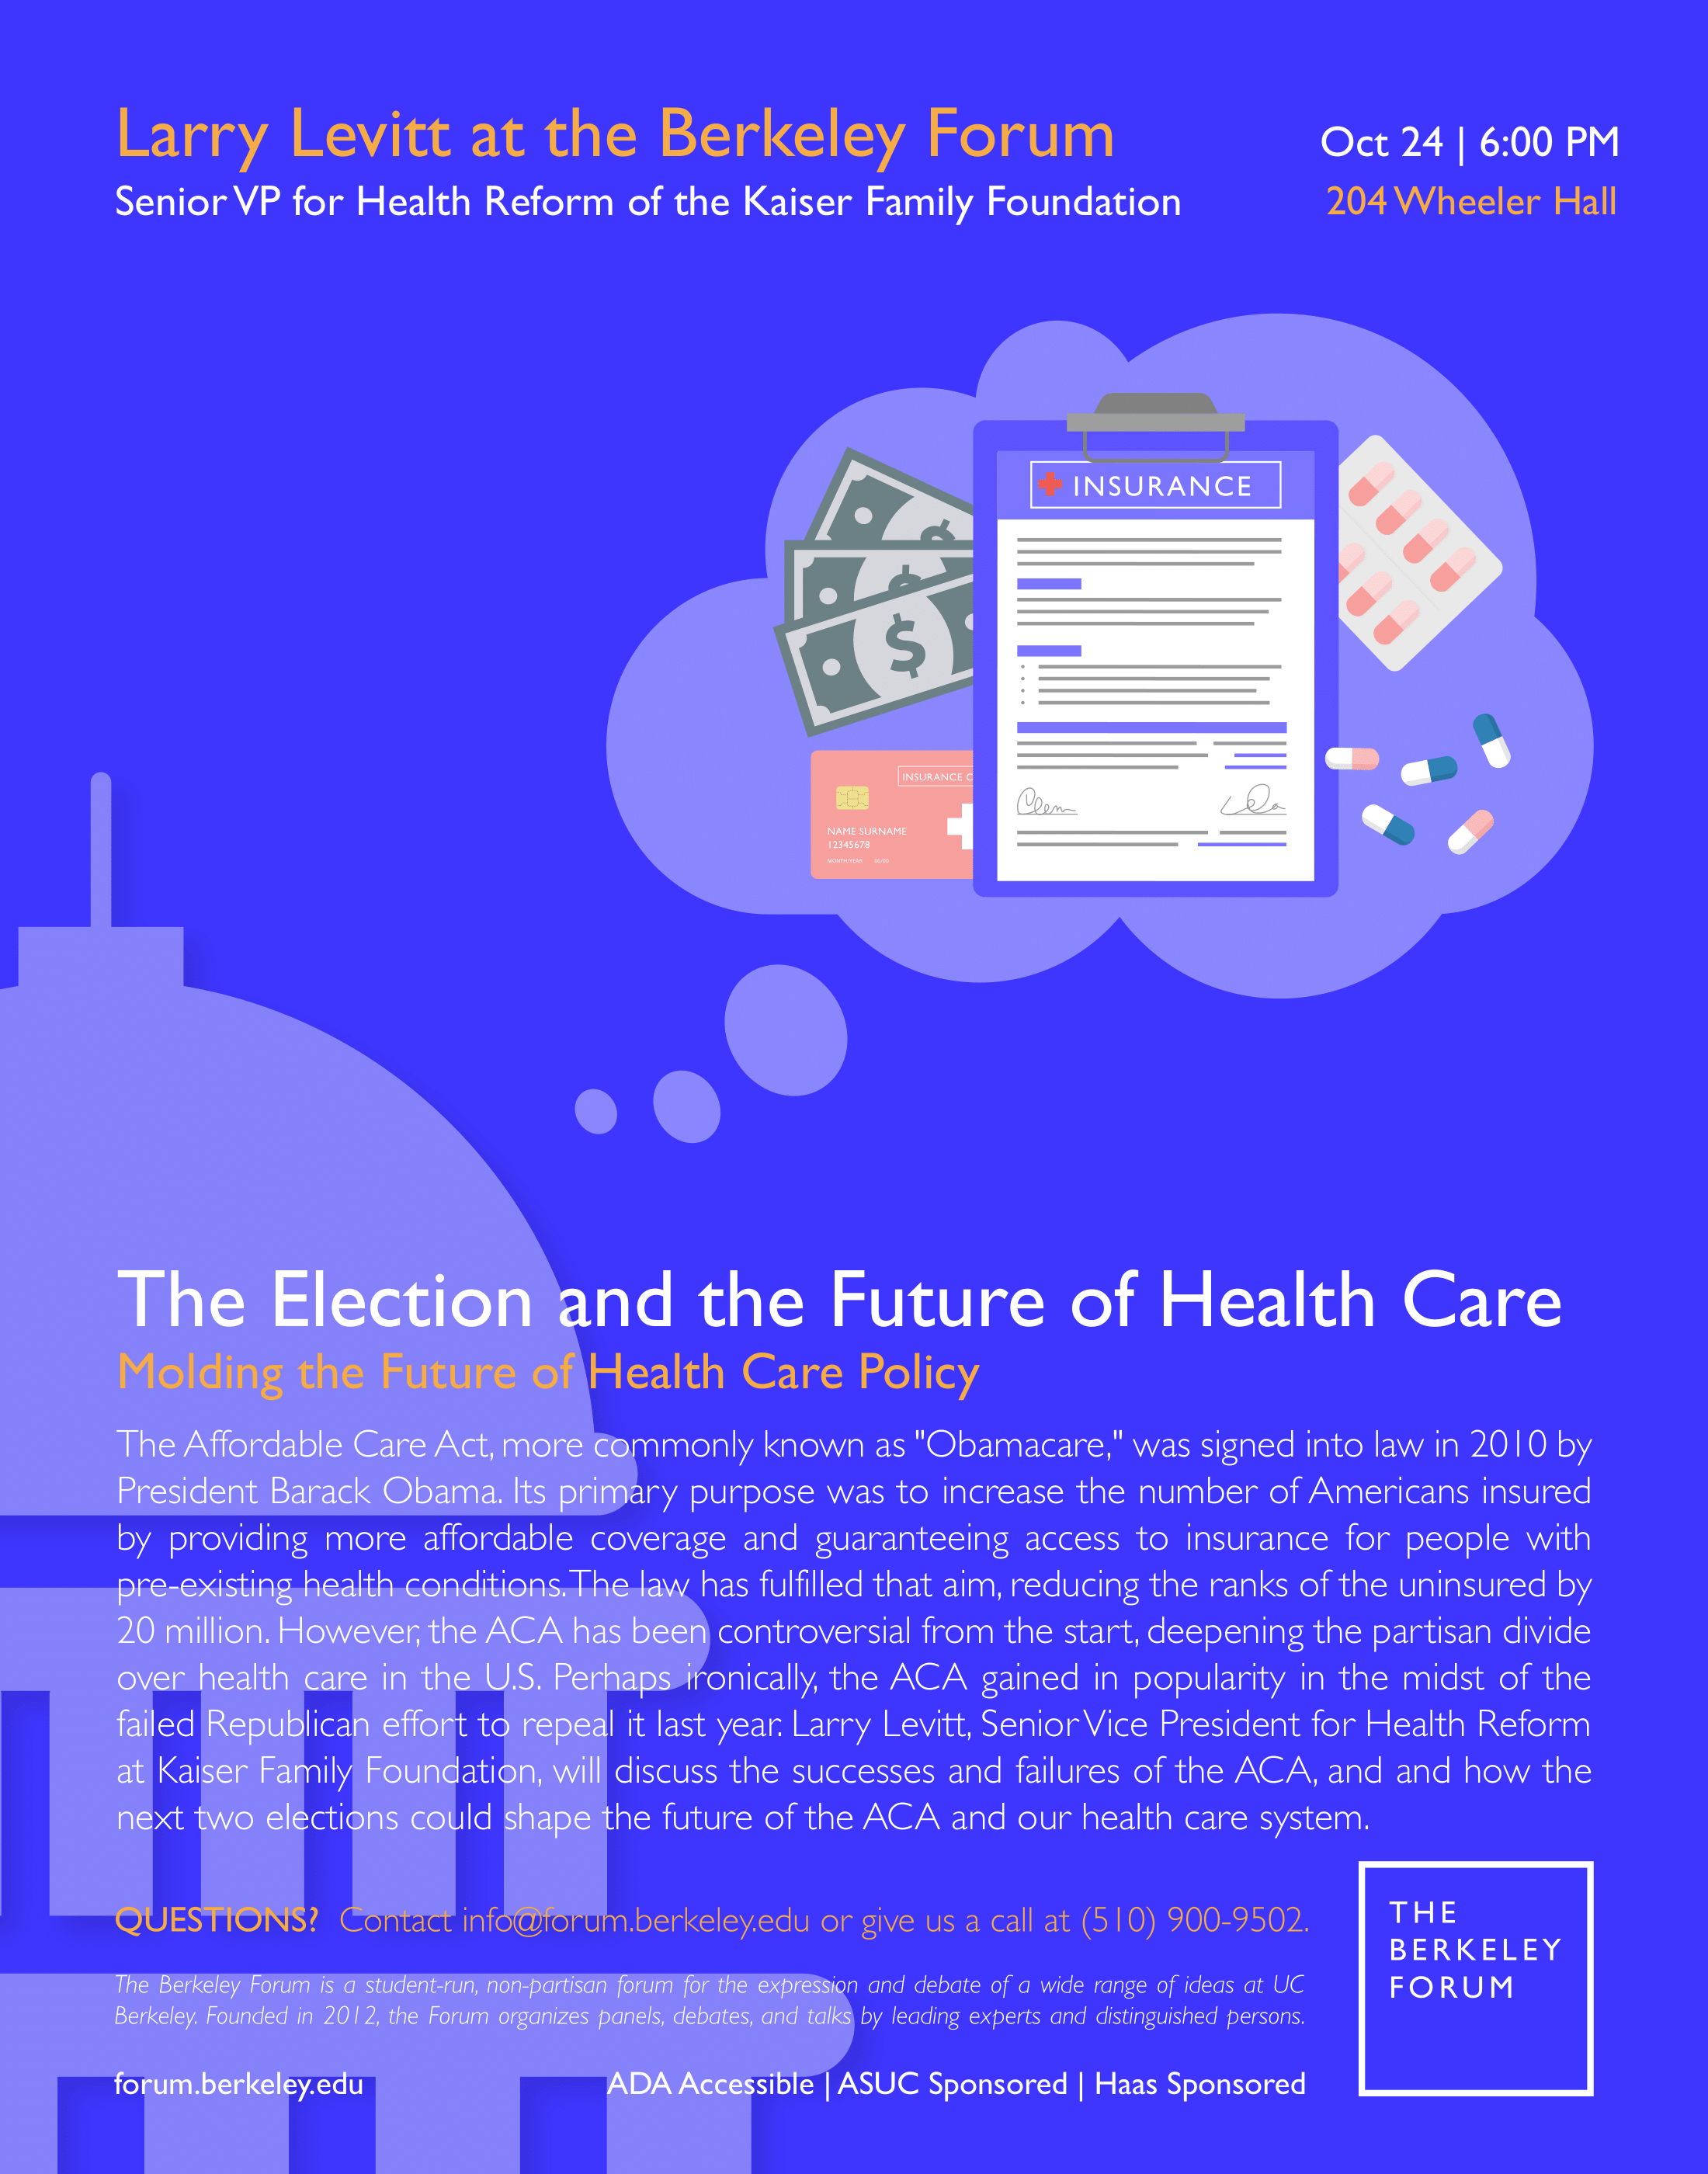 Larry Levitt at the Berkeley Forum
Senior VP for Health Reform of the Kaiser Family Foundation
Oct 24 | 6:00 PM
204 Wheeler Hall
INSURANCE
INSURANCE C
NAME SURNAME
12345678
MONTH/YEAR 00/00
The Election and the Future of Health Care
Molding the Future of Health Care Policy
The Affordable Care Act, more commonly known as "Obamacare," was signed into law in 2010 by
President Barack Obama. Its primary purpose was to increase the number of Americans insured
by providing more affordable coverage and guaranteeing access to insurance for people with
pre-existing health conditions. The law has fulfilled that aim, reducing the ranks of the uninsured by
20 million. However, the ACA has been controversial from the start, deepening the partisan divide
over health care in the U.S. Perhaps ironically, the ACA gained in popularity in the midst of the
failed Republican effort to repeal it last year. Larry Levitt, Senior Vice President for Health Reform
at Kaiser Family Foundation, will discuss the successes and failures of the ACA, and and how the
next two elections could shape the future of the ACA and our health care system.
QUESTIONS? Contact info@forum.berkeley.edu or give us a call at (510) 900-9502.
The Berkeley Forum is a student-run, non-partisan forum for the expression and debate of a wide range of ideas at UC
Berkeley. Founded in 2012, the Forum organizes panels, debates, and talks by leading experts and distinguished persons.
forum.berkeley.edu
ADA Accessible | ASUC Sponsored | Haas Sponsored
THE
BERKELEY
FORUM